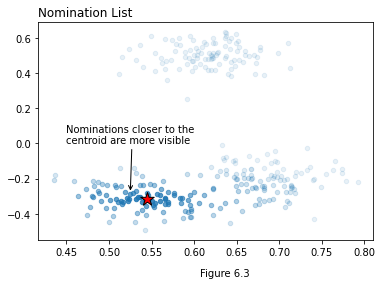 Nomination List
0.6
0.4
0.2
0.0
−0.2
−0.4
Nominations closer to the
centroid are more visible
0.45 0.50 0.55 0.60 0.65 0.70 0.75 0.80
Figure 6.3